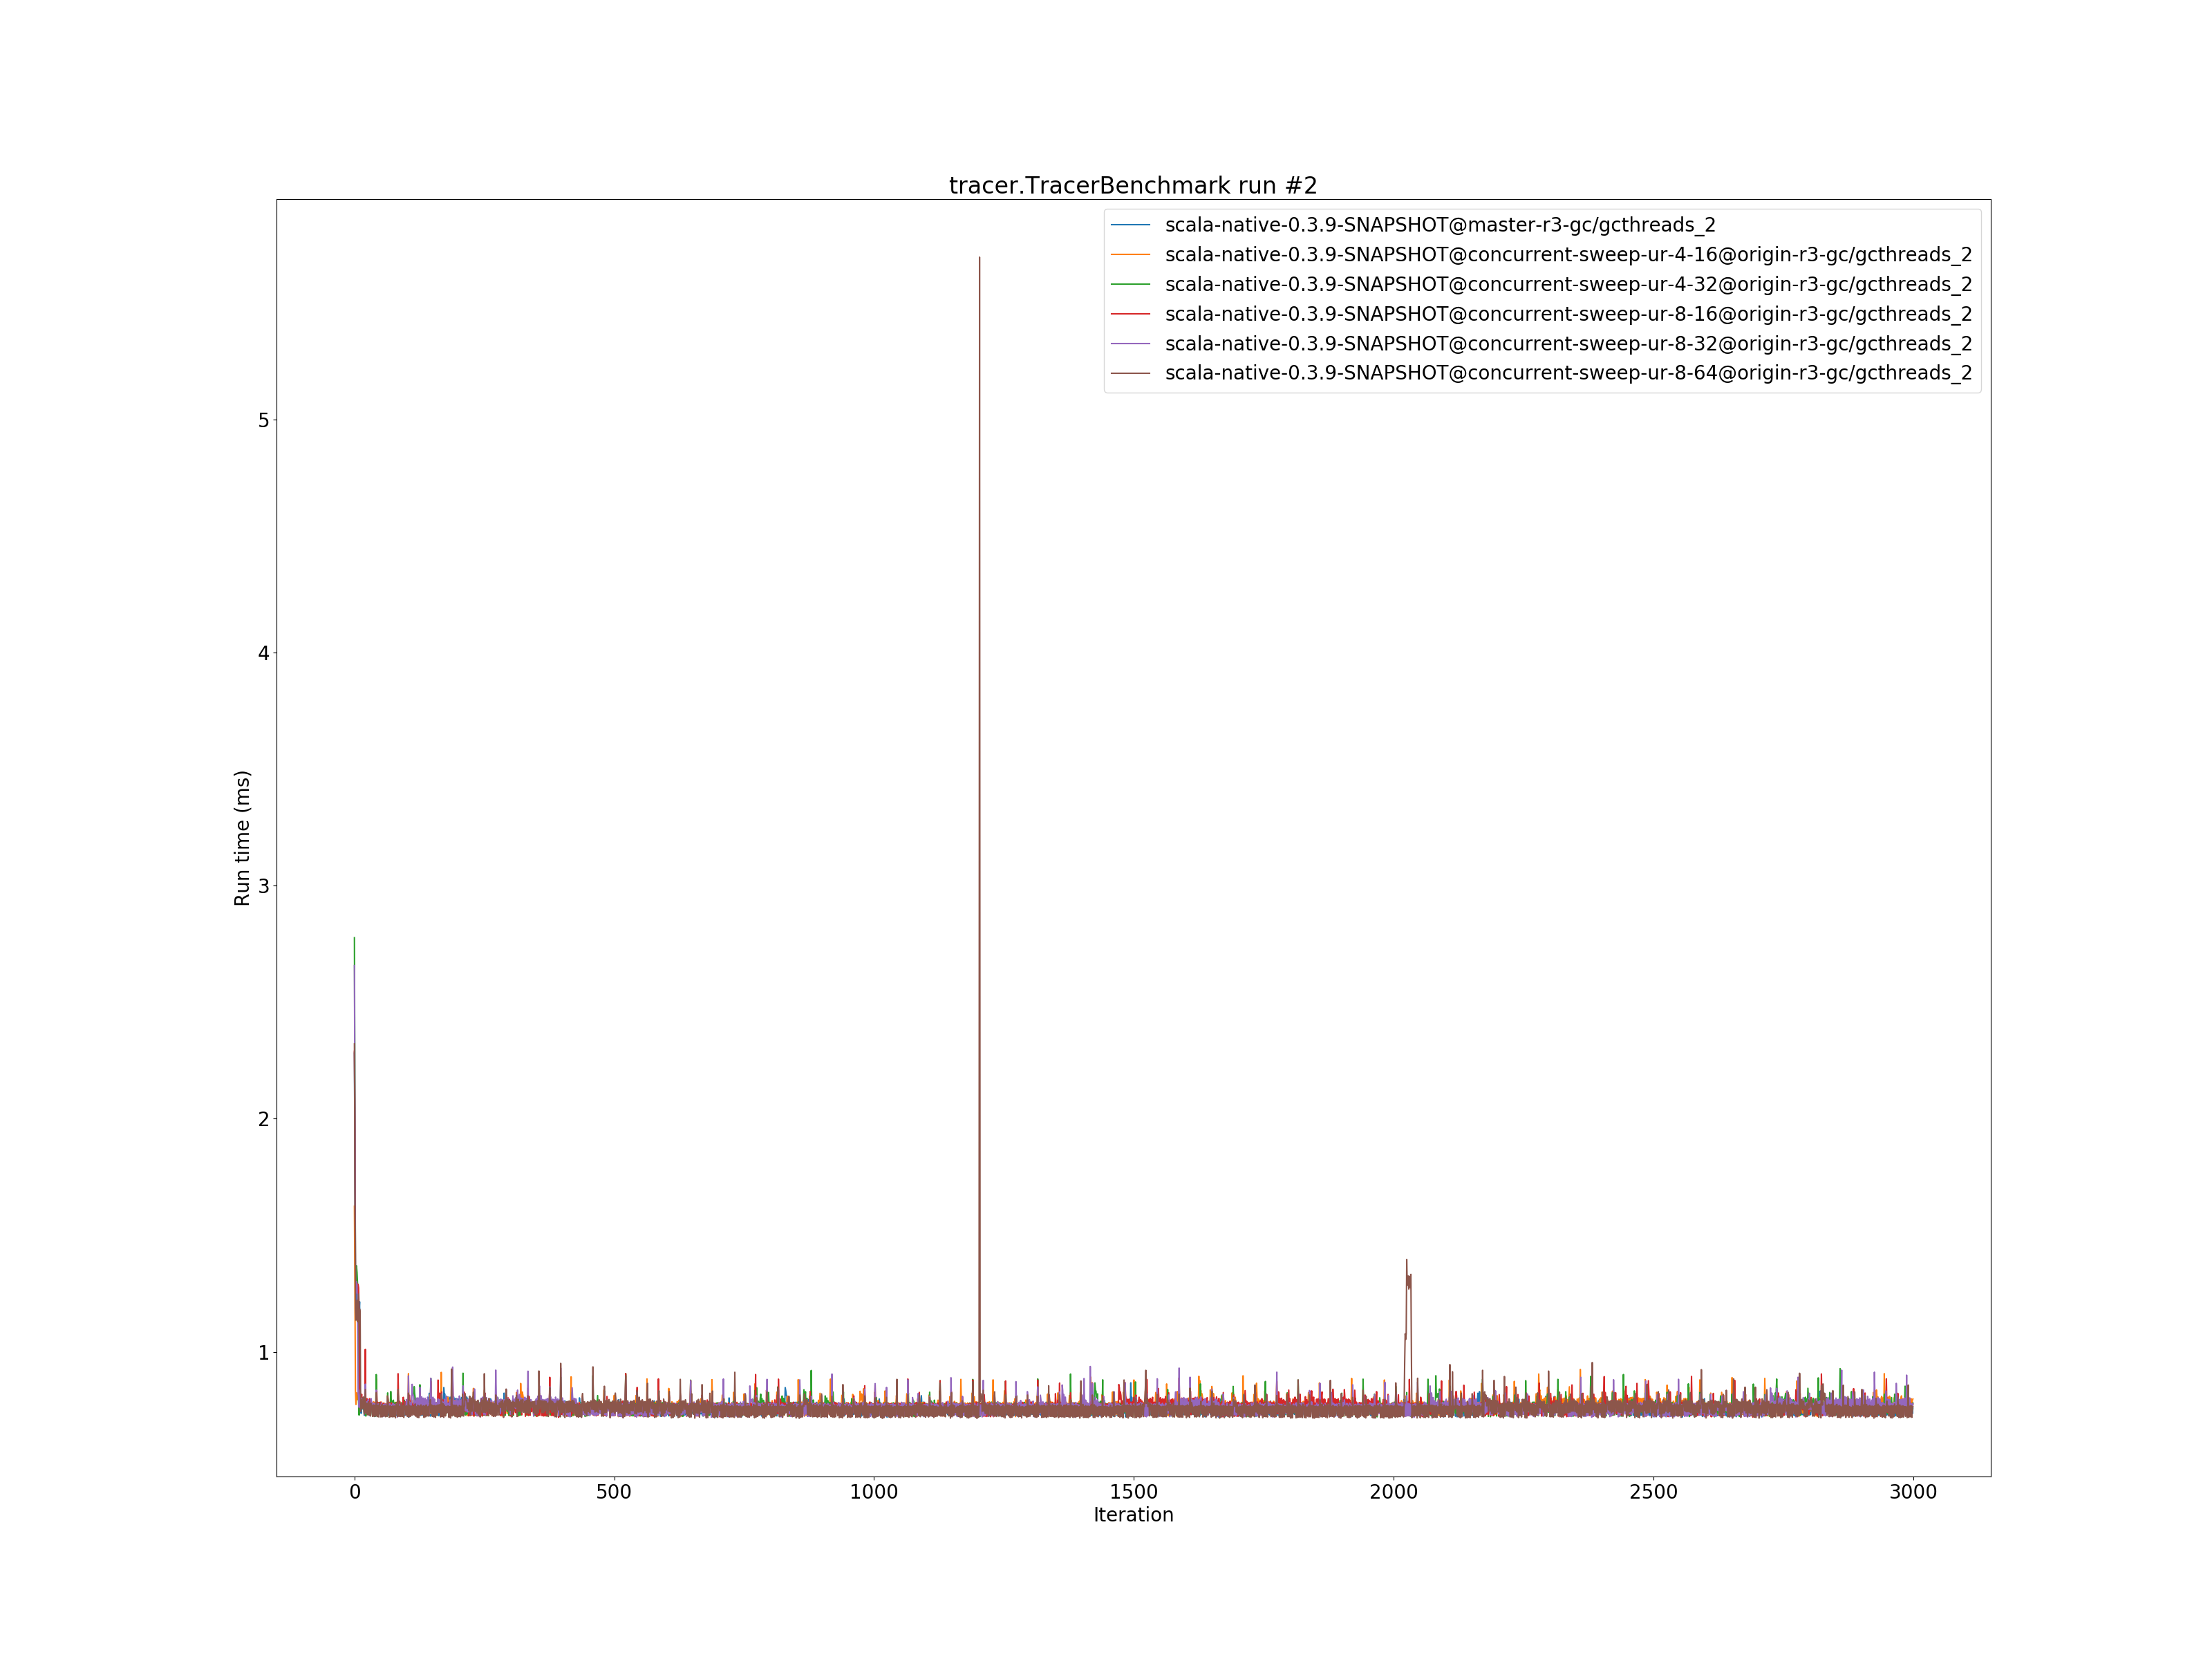 tracer.TracerBenchmark run #2
scala-native-0.3.9-SNAPSHOT@master-r3-gc/gcthreads_2
scala-native-0.3.9-SNAPSHOT@concurrent-sweep-ur-4-16@origin-r3-gc/gcthreads_2
scala-native-0.3.9-SNAPSHOT@concurrent-sweep-ur-4-32@origin-r3-gc/gcthreads_2
scala-native-0.3.9-SNAPSHOT@concurrent-sweep-ur-8-16@origin-r3-gc/gcthreads_2
scala-native-0.3.9-SNAPSHOT@concurrent-sweep-ur-8-32@origin-r3-gc/gcthreads_2
scala-native-0.3.9-SNAPSHOT@concurrent-sweep-ur-8-64@origin-r3-gc/gcthreads_2
5
4
3
2
1
Run time (ms)
0 500 1000 1500 2000 2500 3000
Iteration